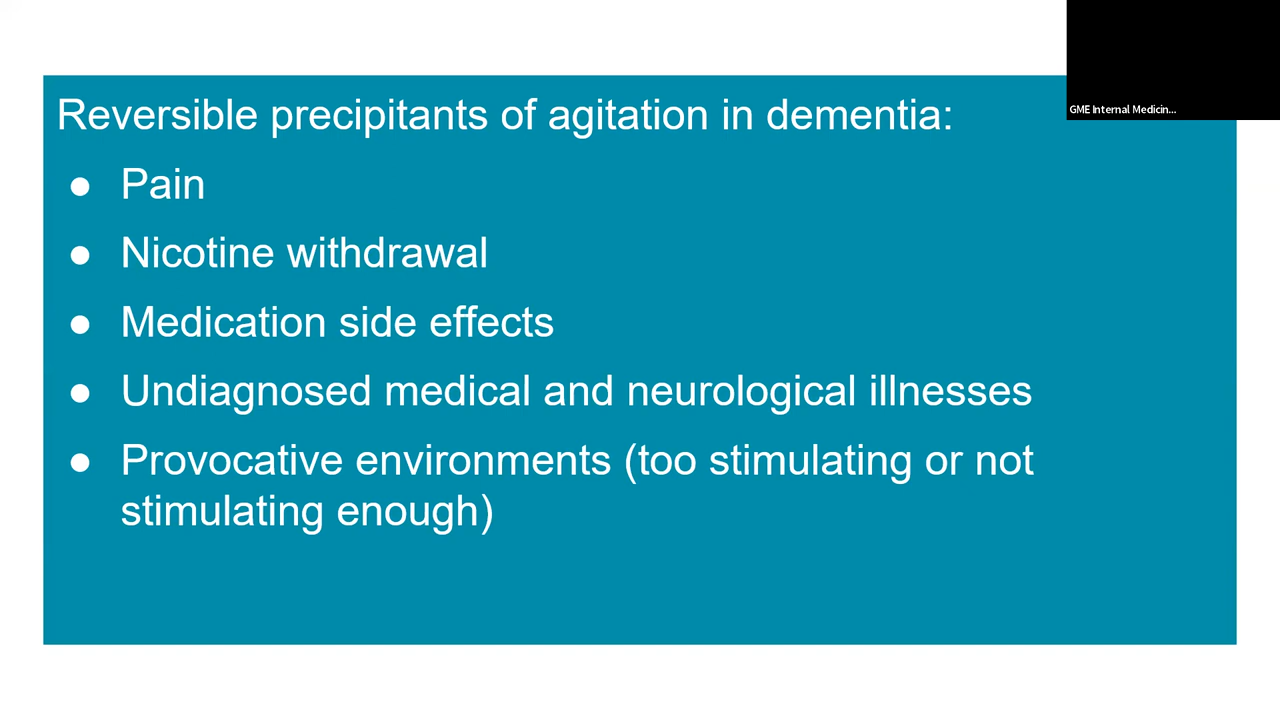 GME Internal Medicin...
Reversible precipitants of agitation in dementia:
● Pain
● Nicotine withdrawal
● Medication side effects
● Undiagnosed medical and neurological illnesses
● Provocative environments (too stimulating or not
stimulating enough)